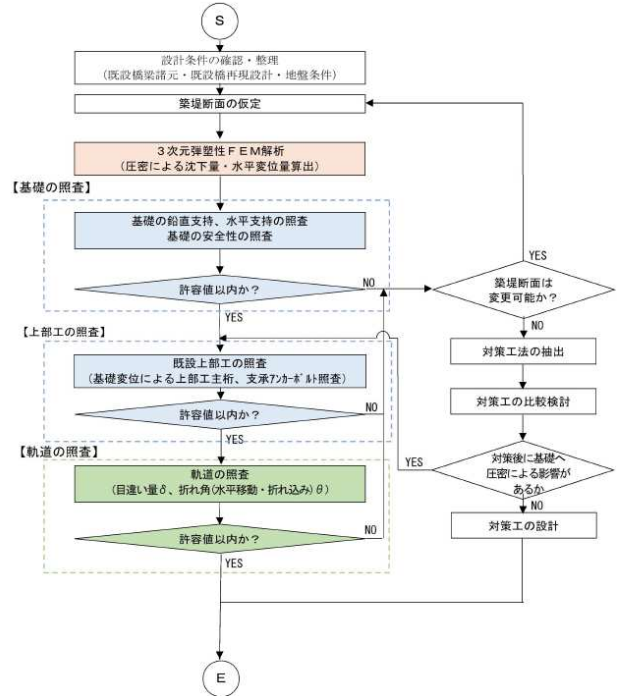 S
設計条件の確認・整理
(既設橋梁諸元・既設橋再現設計・地盤条件)
築堤断面の仮定
3次元弾塑性FEM解析
(圧密による沈下量・水平変位量算出)
【基礎の照査】
基礎の鉛直支持、水平支持の照査
基礎の安全性の照査
許容値以内か?
NO
YES
【上部工の照査】
既設上部工の照査
(基礎変位による上部工主桁、支承アンカーボルト照査)
許容値以内か?
NO
YES
【軌道の照査】
軌道の照査
(目違い量δ、折れ角(水平移動・折れ込み)θ)
許容値以内か?
NO
YES
YES
築堤断面は
変更可能か?
NO
対策工法の抽出
対策工の比較検討
YES
対策後に基礎へ
圧密による影響が
あるか
NO
対策工の設計
E